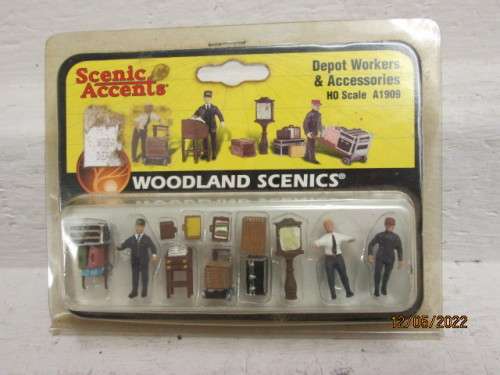 Scenic
Accents®
Depot Workers
& Accessories
HO Scale A1909
WOODLAND SCENICS®
12/05/2022